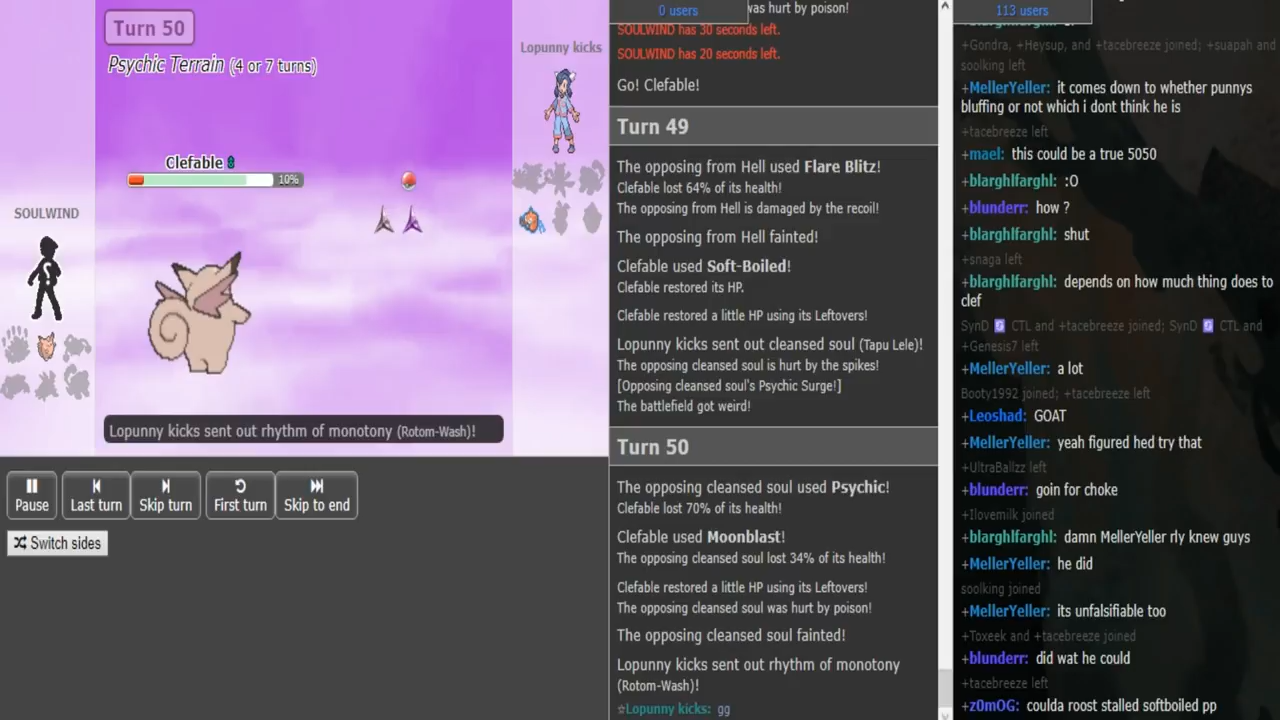 Turn 50
Psychic Terrain (4 or 7 turns)
Clefable
10%
SOULWIND
Lopunny kicks
Lopunny kicks sent out rhythm of monotony (Rotom-Wash)!
Pause
Last turn
Skip turn
First turn
Skip to end
Switch sides
0 users
was hurt by poison!
SOULWIND has 30 seconds left.
SOULWIND has 20 seconds left.
Go! Clefable!
Turn 49
The opposing from Hell used Flare Blitz!
Clefable lost 64% of its health!
The opposing from Hell is damaged by the recoil!
The opposing from Hell fainted!
Clefable used Soft-Boiled!
Clefable restored its HP.
Clefable restored a little HP using its Leftovers!
Lopunny kicks sent out cleansed soul (Tapu Lele)!
The opposing cleansed soul is hurt by the spikes!
[Opposing cleansed soul's Psychic Surge!]
The battlefield got weird!
Turn 50
The opposing cleansed soul used Psychic!
Clefable lost 70% of its health!
Clefable used Moonblast!
The opposing cleansed soul lost 34% of its health!
Clefable restored a little HP using its Leftovers!
The opposing cleansed soul was hurt by poison!
The opposing cleansed soul fainted!
Lopunny kicks sent out rhythm of monotony
(Rotom-Wash)!
☆Lopunny kicks: gg
113 users
+Gondra, +Heysup, and +tacebreeze joined; +suapah and
soolking left
+MellerYeller: it comes down to whether punnys
bluffing or not which i dont think he is
+tacebreeze left
+mael: this could be a true 5050
+blarghlfarghl: :O
+blunderr: how ?
+blarghlfarghl: shut
+snaga left
+blarghlfarghl: depends on how much thing does to
clef
SynD CTL and +tacebreeze joined; SynD CTL and
+Genesis7 left
+MellerYeller: a lot
Booty1992 joined; +tacebreeze left
+Leoshad: GOAT
+MellerYeller: yeah figured hed try that
+UltraBallzz left
+blunderr: goin for choke
+Ilovemilk joined
+blarghlfarghl: damn MellerYeller rly knew guys
+MellerYeller: he did
soolking joined
+MellerYeller: its unfalsifiable too
+Toxeek and +tacebreeze joined
+blunderr: did wat he could
+tacebreeze left
+z0mOG: coulda roost stalled softboiled pp